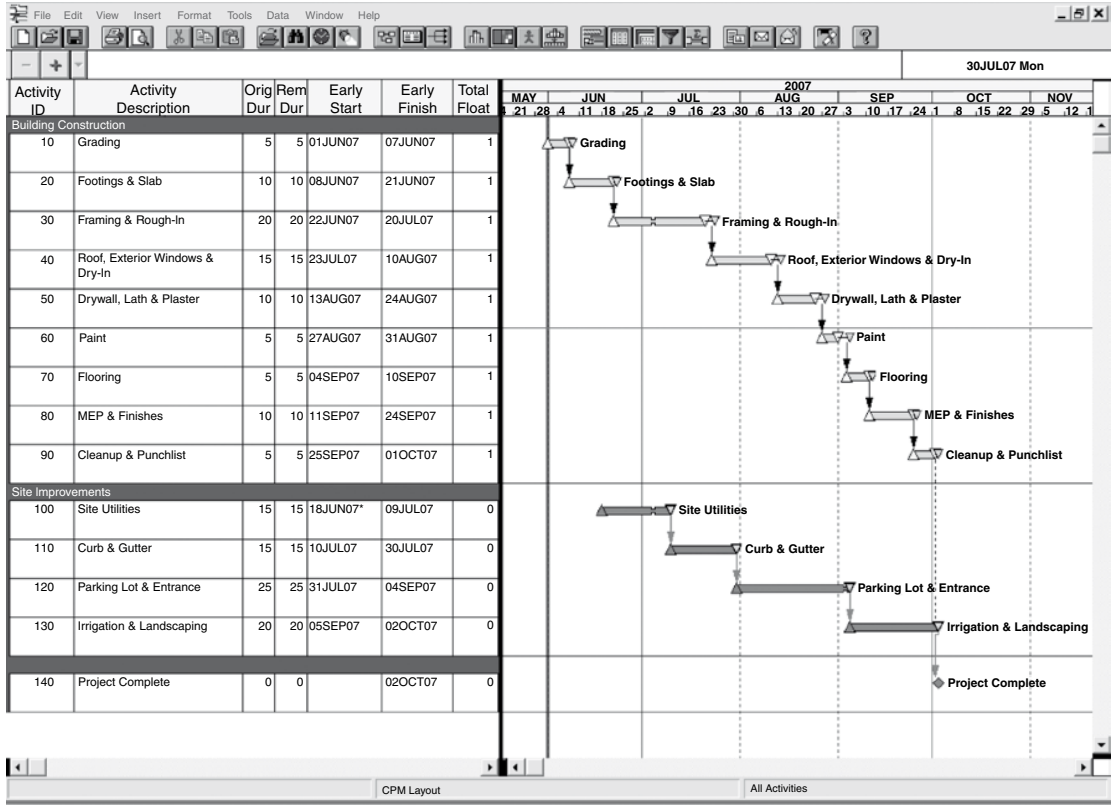 File Edit View Insert Format Tools Data Window Help
30JUL07 Mon
Activity ID Activity Description Orig Dur Rem Dur Early Start Early Finish Total Float
2007
MAY JUN JUL AUG SEP OCT NOV
21 28 4 11 18 25 2 9 16 23 30 6 13 20 27 3 10 17 24 1 8 15 22 29 5 12
Building Construction
10 Grading 5 5 01JUN07 07JUN07 1 Grading
20 Footings & Slab 10 10 08JUN07 21JUN07 1 Footings & Slab
30 Framing & Rough-In 20 20 22JUN07 20JUL07 1 Framing & Rough-In
40 Roof, Exterior Windows & Dry-In 15 15 23JUL07 10AUG07 1 Roof, Exterior Windows & Dry-In
50 Drywall, Lath & Plaster 10 10 13AUG07 24AUG07 1 Drywall, Lath & Plaster
60 Paint 5 5 27AUG07 31AUG07 1 Paint
70 Flooring 5 5 04SEP07 10SEP07 1 Flooring
80 MEP & Finishes 10 10 11SEP07 24SEP07 1 MEP & Finishes
90 Cleanup & Punchlist 5 5 25SEP07 01OCT07 1 Cleanup & Punchlist
Site Improvements
100 Site Utilities 15 15 18JUN07* 09JUL07 0 Site Utilities
110 Curb & Gutter 15 15 10JUL07 30JUL07 0 Curb & Gutter
120 Parking Lot & Entrance 25 25 31JUL07 04SEP07 0 Parking Lot & Entrance
130 Irrigation & Landscaping 20 20 05SEP07 02OCT07 0 Irrigation & Landscaping
140 Project Complete 0 0 02OCT07 0 Project Complete
CPM Layout All Activities